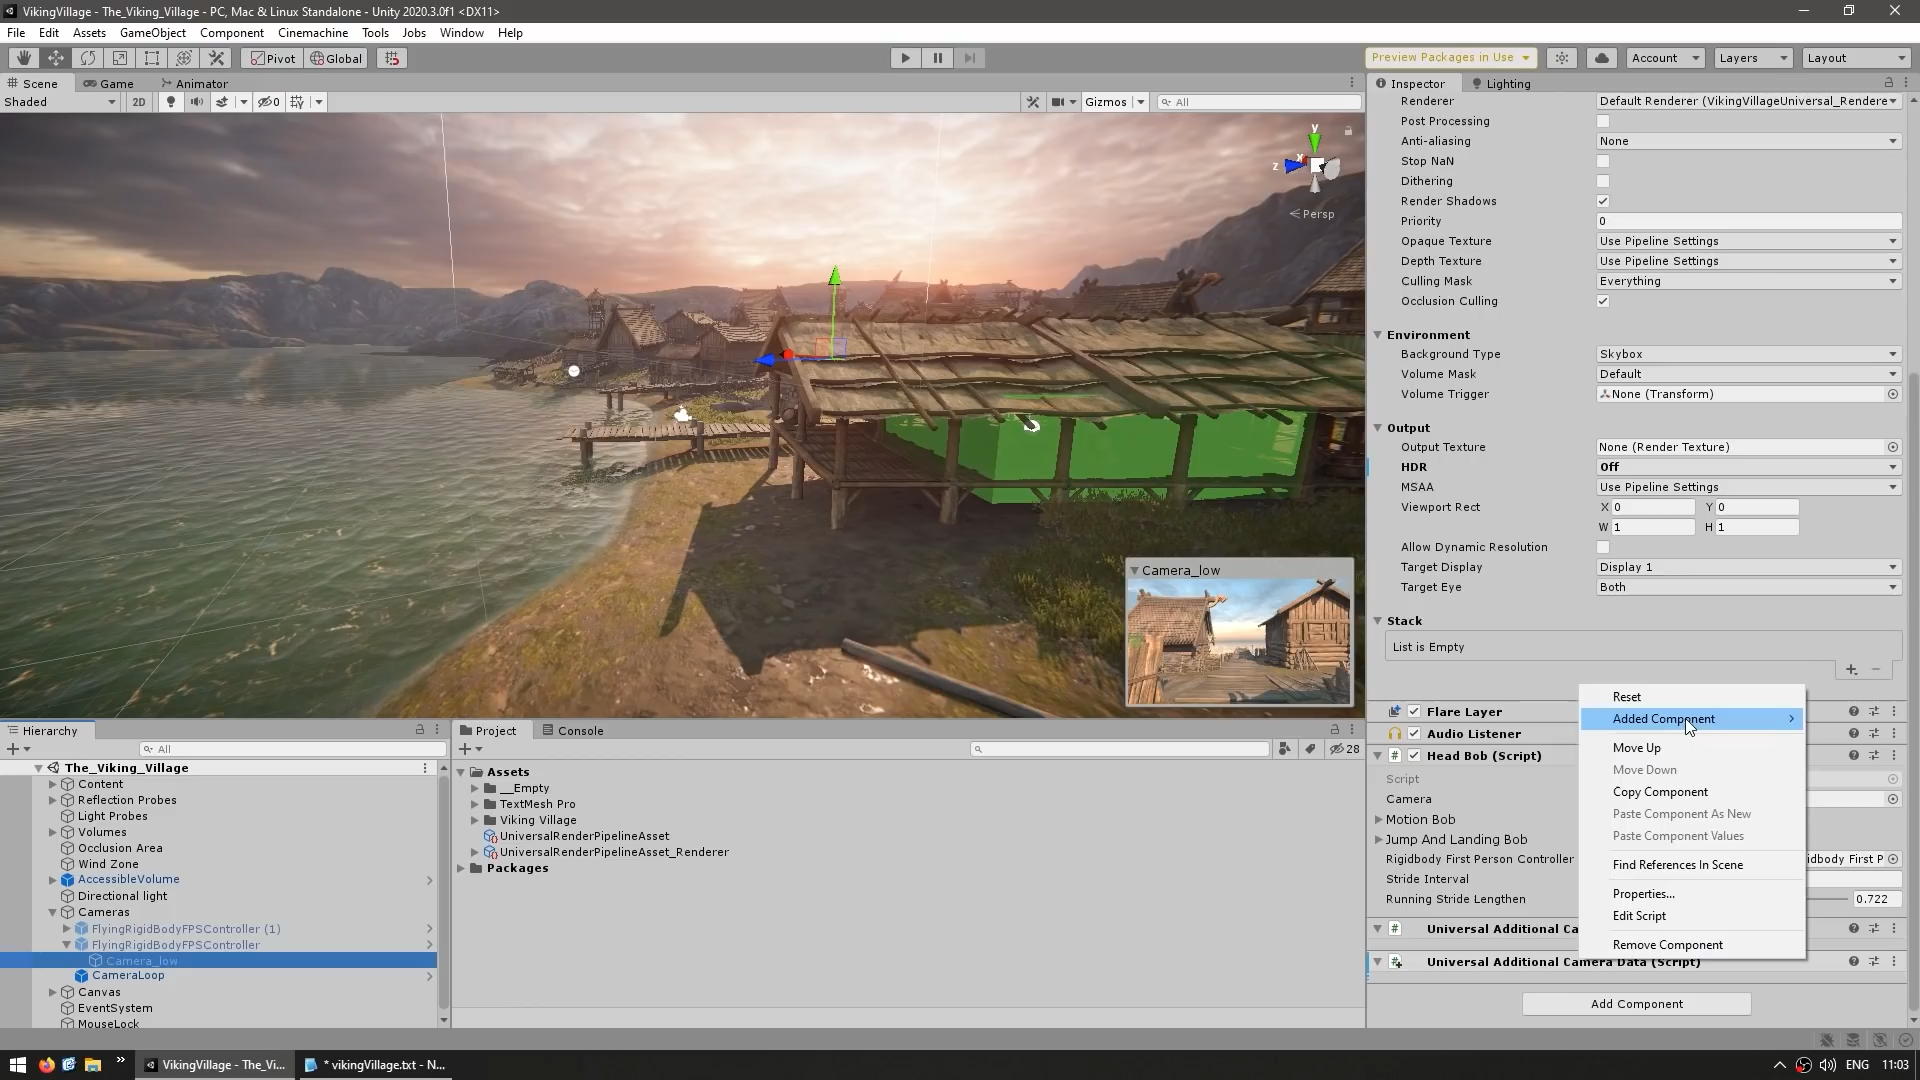 VikingVillage - The_Viking_Village - PC, Mac & Linux Standalone - Unity 2020.3.0f1 <DX11>
File Edit Assets GameObject Component Cinemachine Tools Jobs Window Help
Pivot Global Preview Packages in Use Account Layers Layout
Scene Game Animator
Shaded 2D 0 Gizmos All
y
x
z
Persp
Camera_low
Inspector Lighting
Renderer Default Renderer (VikingVillageUniversal_Rendere
Post Processing
Anti-aliasing None
Stop NaN
Dithering
Render Shadows
Priority 0
Opaque Texture Use Pipeline Settings
Depth Texture Use Pipeline Settings
Culling Mask Everything
Occlusion Culling
Environment
Background Type Skybox
Volume Mask Default
Volume Trigger None (Transform)
Output
Output Texture None (Render Texture)
HDR Off
MSAA Use Pipeline Settings
Viewport Rect X 0 Y 0
W 1 H 1
Allow Dynamic Resolution
Target Display Display 1
Target Eye Both
Stack
List is Empty
Flare Layer
Audio Listener
Head Bob (Script)
Script
Camera
Motion Bob
Jump And Landing Bob
Rigidbody First Person Controller idbody First P
Stride Interval
Running Stride Lengthen 0.722
Universal Additional Ca
Universal Additional Camera Data (Script)
Add Component
Reset
Added Component
Move Up
Move Down
Copy Component
Paste Component As New
Paste Component Values
Find References In Scene
Properties...
Edit Script
Remove Component
Hierarchy
All
The_Viking_Village
Content
Reflection Probes
Light Probes
Volumes
Occlusion Area
Wind Zone
AccessibleVolume
Directional light
Cameras
FlyingRigidBodyFPSController (1)
FlyingRigidBodyFPSController
Camera_low
CameraLoop
Canvas
EventSystem
MouseLock
Project Console
28
Assets
__Empty
TextMesh Pro
Viking Village
UniversalRenderPipelineAsset
UniversalRenderPipelineAsset_Renderer
Packages
VikingVillage - The_Vi... * vikingVillage.txt - N... ENG 11:03